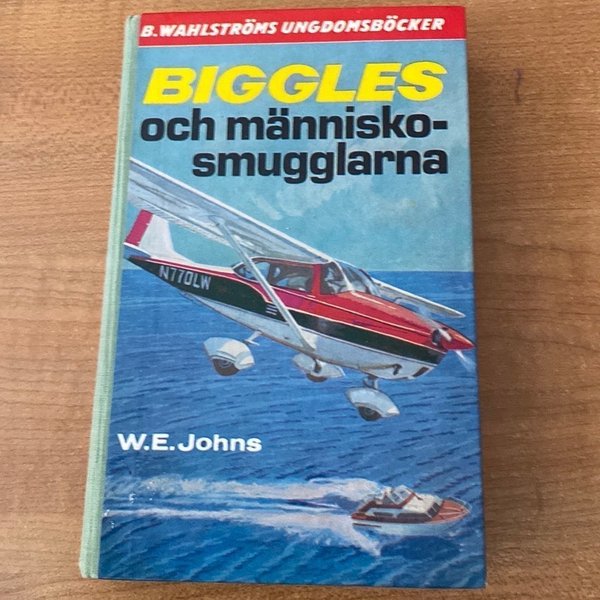 B. WAHLSTRÖMS UNGDOMSBÖCKER
BIGGLES
och människo-
smugglarna
N770LW
W.E. Johns